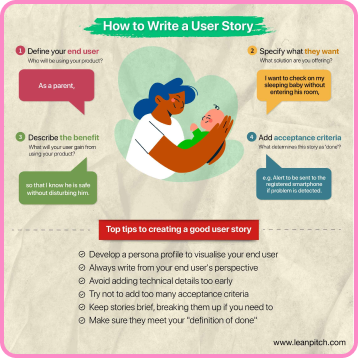 How to Write a User Story
1 Define your end user
Who will be using your product?
As a parent,
2 Specify what they want
What solution are you offering?
I want to check on my
sleeping baby without
entering his room,
3 Describe the benefit
What will your user gain from
using your product?
so that I know he is safe
without disturbing him.
4 Add acceptance criteria
What determines this story as 'done'?
e.g. Alert to be sent to the
registered smartphone
if problem is detected.
Top tips to creating a good user story
Develop a persona profile to visualise your end user
Always write from your end user's perspective
Avoid adding technical details too early
Try not to add too many acceptance criteria
Keep stories brief, breaking them up if you need to
Make sure they meet your "definition of done"
www.leanpitch.com